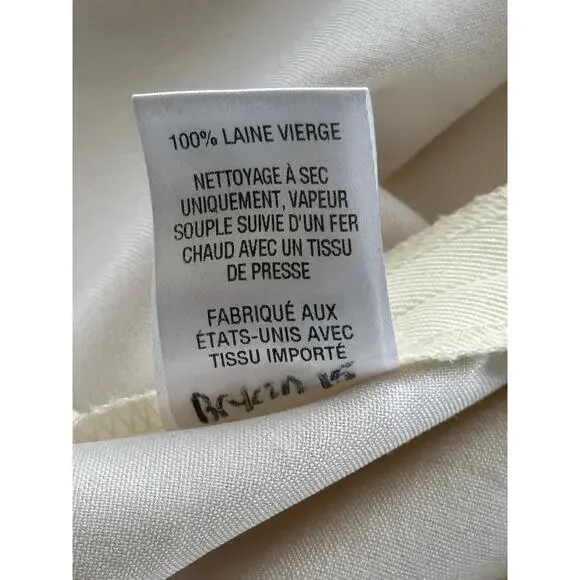 100% LAINE VIERGE
NETTOYAGE À SEC
UNIQUEMENT, VAPEUR
SOUPLE SUIVIE D'UN FER
CHAUD AVEC UN TISSU
DE PRESSE
FABRIQUÉ AUX
ÉTATS-UNIS AVEC
TISSU IMPORTÉ